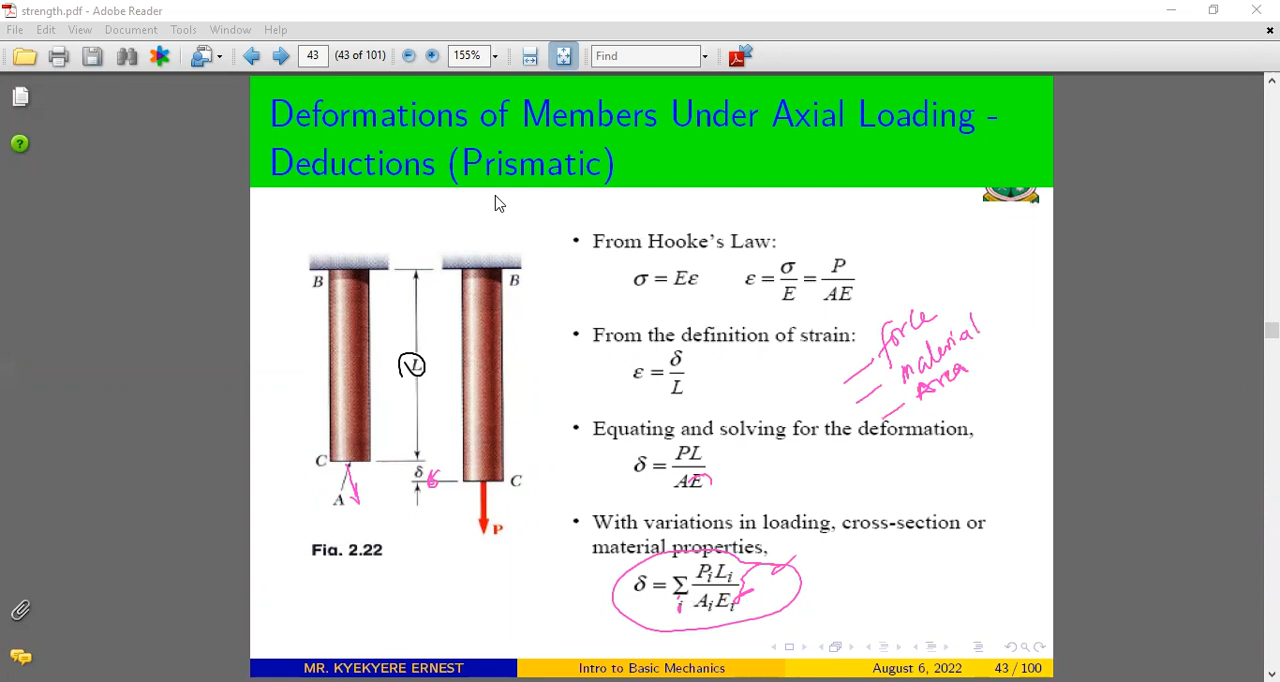 strength.pdf - Adobe Reader
File Edit View Document Tools Window Help
43 (43 of 101) 155% Find
Deformations of Members Under Axial Loading -
Deductions (Prismatic)
B
B
L
C
δ
δ
C
A
P
Fig. 2.22
• From Hooke's Law:
σ = Eε ε = σ/E = P/AE
• From the definition of strain:
ε = δ/L
force
material
Area
• Equating and solving for the deformation,
δ = PL/AE
• With variations in loading, cross-section or
material properties,
δ = Σ_i P_iL_i/A_iE_i
i
MR. KYEKYERE ERNEST Intro to Basic Mechanics August 6, 2022 43 / 100